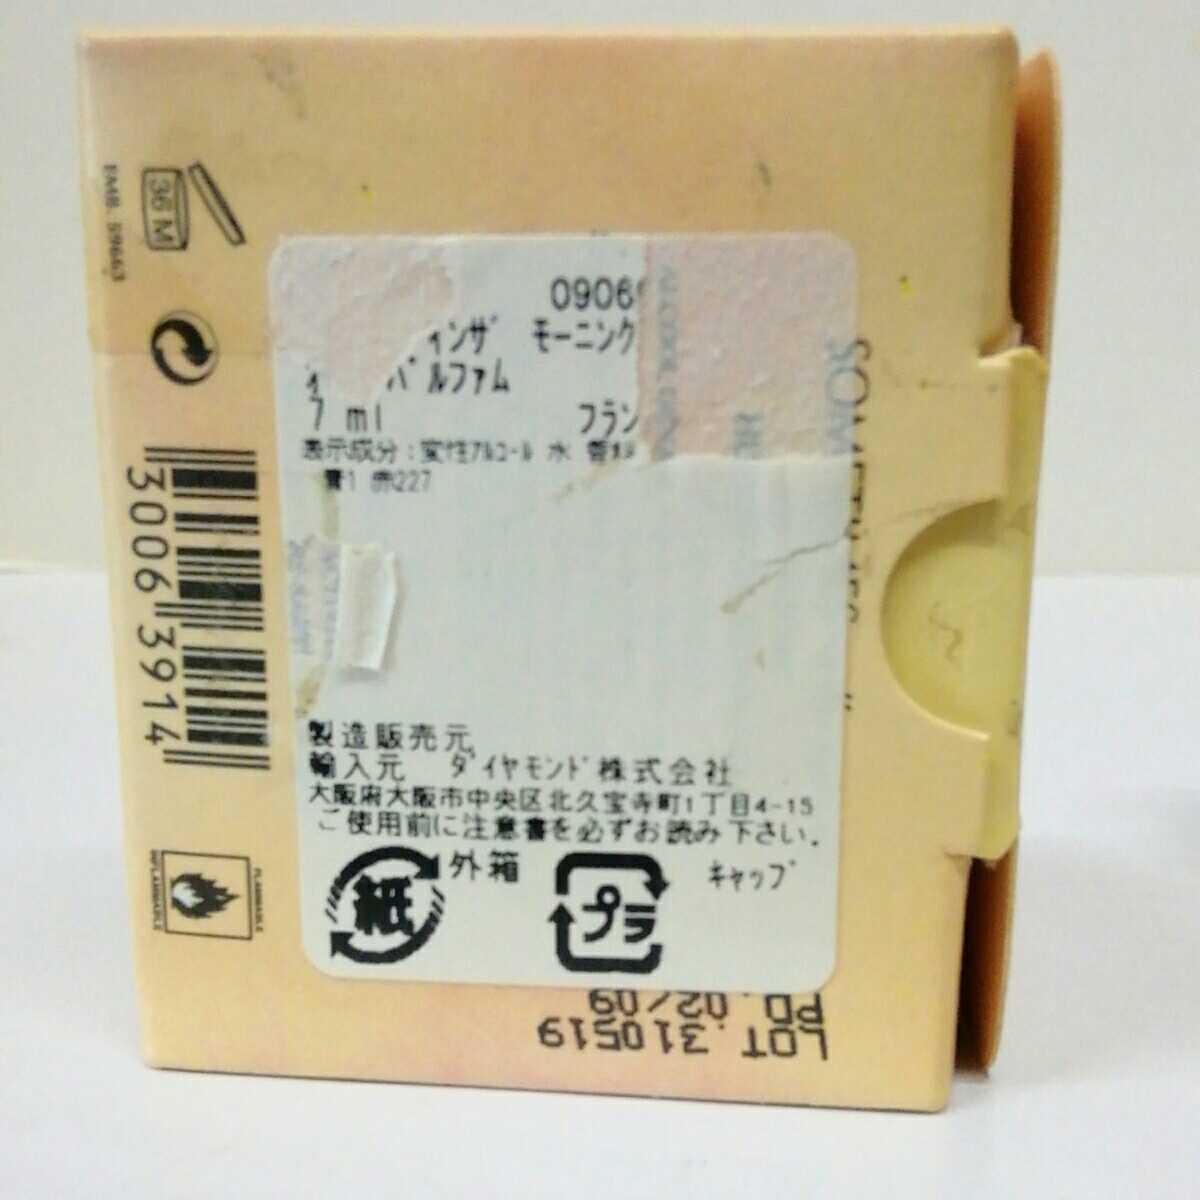 0906
ィンザ モーニング
パルファム
7 ml フラン
表示成分：変性アルコール 水 香料
青1 赤227
製造販売元
輸入元 ダイヤモンド株式会社
大阪府大阪市中央区北久宝寺町1丁目4-15
ご使用前に注意書を必ずお読み下さい。
紙 外箱 プラ キャップ
EMB. 59663
36 M
3006 3914
FLAMMABLE
INFLAMMABLE
LOT.310519
PD. 02/09